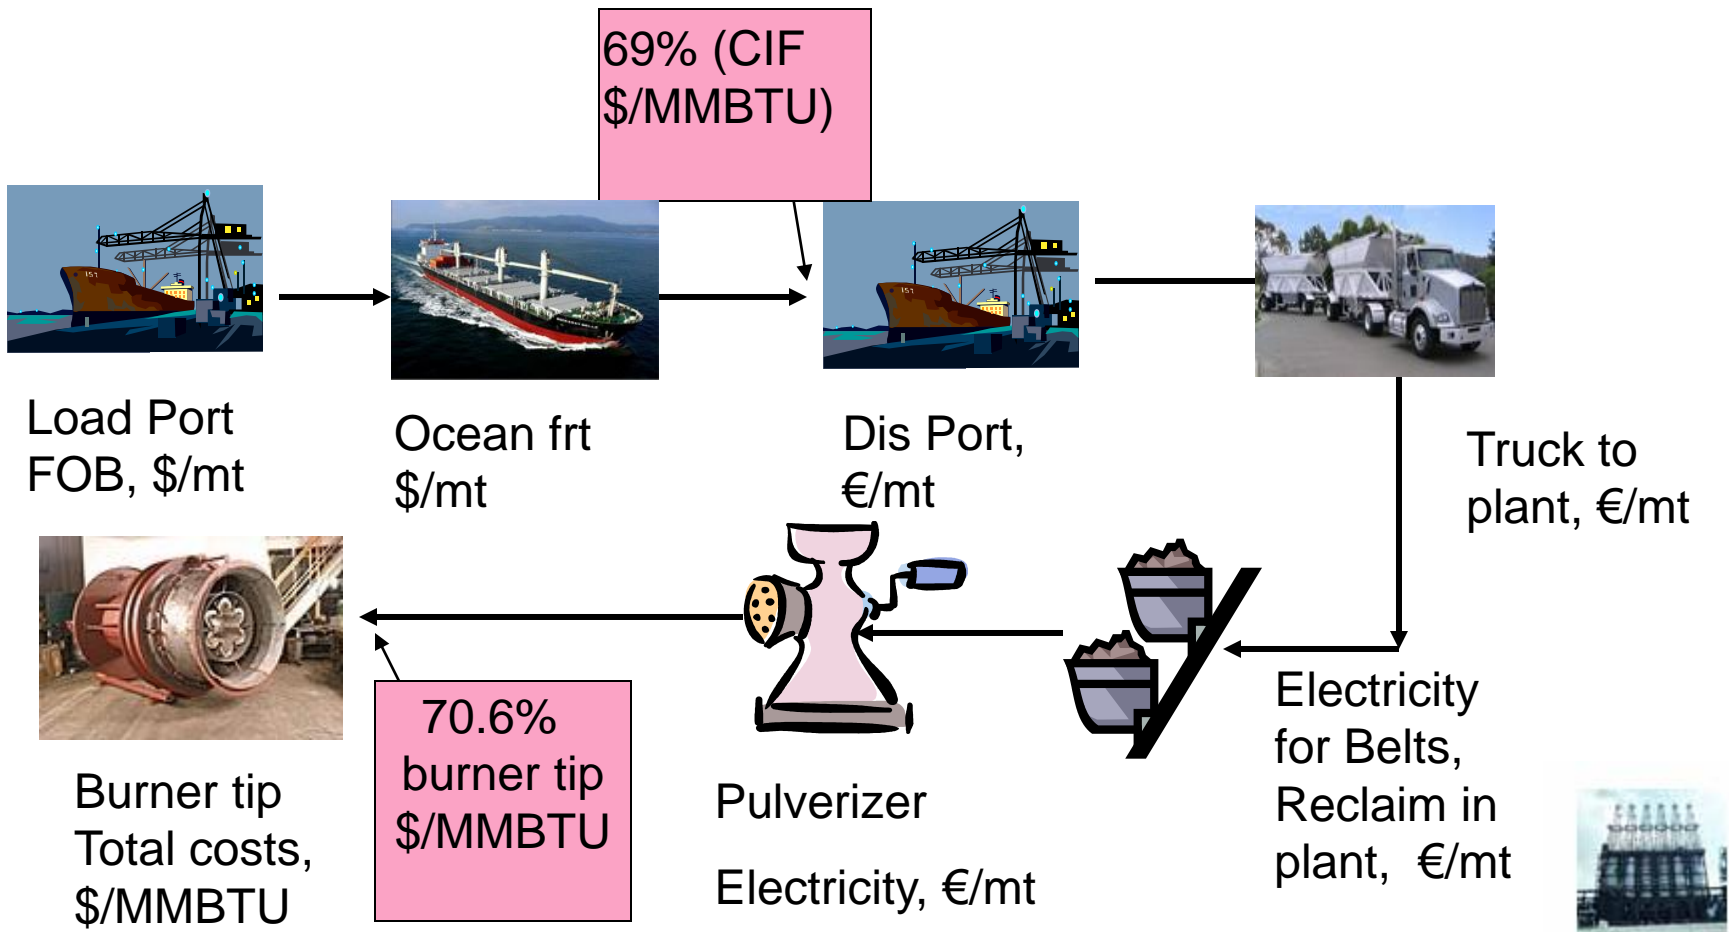 69% (CIF
$/MMBTU)
Load Port
FOB, $/mt
Ocean frt
$/mt
Dis Port,
€/mt
Truck to
plant, €/mt
Burner tip
Total costs,
$/MMBTU
70.6%
burner tip
$/MMBTU
Pulverizer
Electricity, €/mt
Electricity
for Belts,
Reclaim in
plant, €/mt